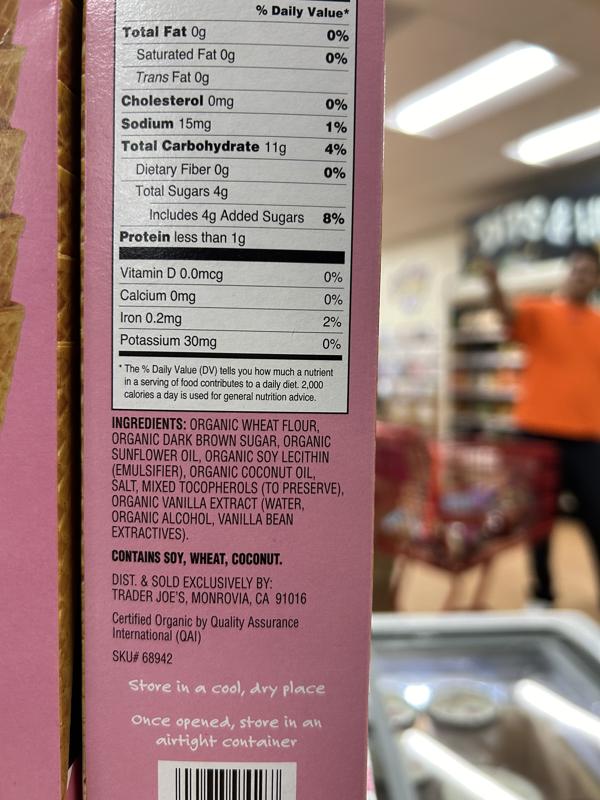 % Daily Value*
Total Fat 0g 0%
Saturated Fat 0g 0%
Trans Fat 0g
Cholesterol 0mg 0%
Sodium 15mg 1%
Total Carbohydrate 11g 4%
Dietary Fiber 0g 0%
Total Sugars 4g
Includes 4g Added Sugars 8%
Protein less than 1g
Vitamin D 0.0mcg 0%
Calcium 0mg 0%
Iron 0.2mg 2%
Potassium 30mg 0%
* The % Daily Value (DV) tells you how much a nutrient
in a serving of food contributes to a daily diet. 2,000
calories a day is used for general nutrition advice.
INGREDIENTS: ORGANIC WHEAT FLOUR,
ORGANIC DARK BROWN SUGAR, ORGANIC
SUNFLOWER OIL, ORGANIC SOY LECITHIN
(EMULSIFIER), ORGANIC COCONUT OIL,
SALT, MIXED TOCOPHEROLS (TO PRESERVE),
ORGANIC VANILLA EXTRACT (WATER,
ORGANIC ALCOHOL, VANILLA BEAN
EXTRACTIVES).
CONTAINS SOY, WHEAT, COCONUT.
DIST. & SOLD EXCLUSIVELY BY:
TRADER JOE'S, MONROVIA, CA 91016
Certified Organic by Quality Assurance
International (QAI)
SKU# 68942
Store in a cool, dry place
Once opened, store in an
airtight container